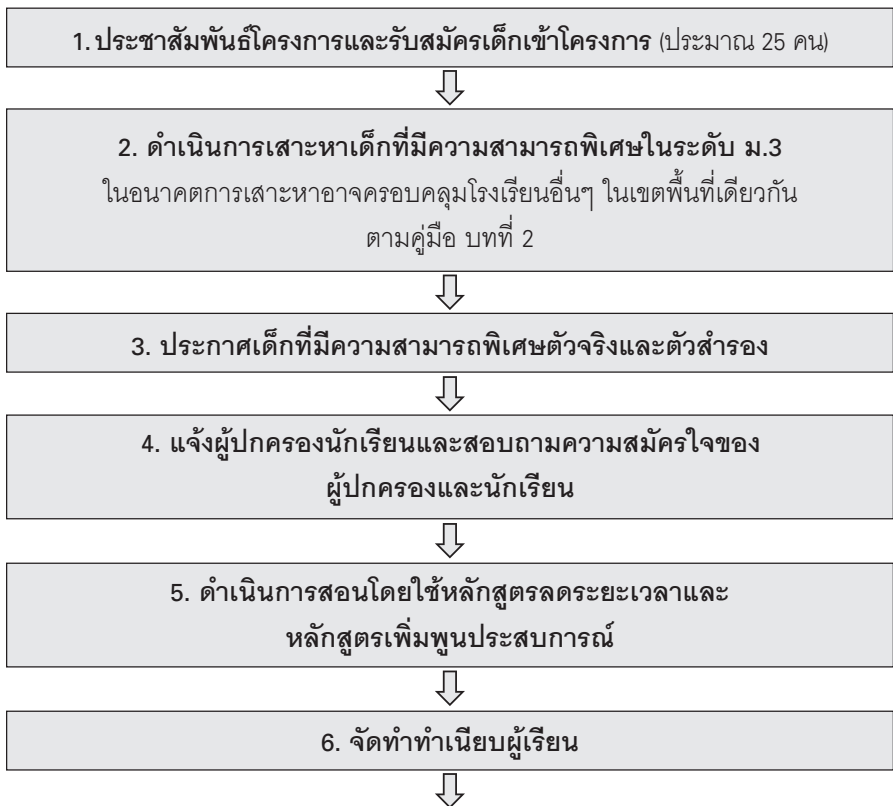 1. ประชาสัมพันธ์โครงการและรับสมัครเด็กเข้าโครงการ (ประมาณ 25 คน)
2. ดำเนินการเสาะหาเด็กที่มีความสามารถพิเศษในระดับ ม.3
ในอนาคตการเสาะหาอาจครอบคลุมโรงเรียนอื่นๆ ในเขตพื้นที่เดียวกัน
ตามคู่มือ บทที่ 2
3. ประกาศเด็กที่มีความสามารถพิเศษตัวจริงและตัวสำรอง
4. แจ้งผู้ปกครองนักเรียนและสอบถามความสมัครใจของ
ผู้ปกครองและนักเรียน
5. ดำเนินการสอนโดยใช้หลักสูตรลดระยะเวลาและ
หลักสูตรเพิ่มพูนประสบการณ์
6. จัดทำทำเนียบผู้เรียน